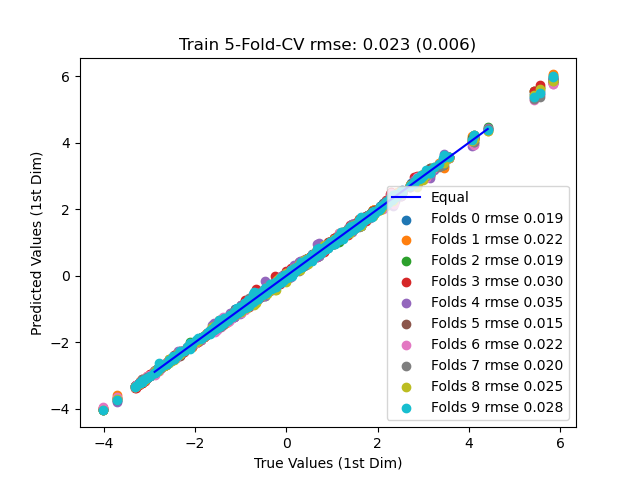 Train 5-Fold-CV rmse: 0.023 (0.006)
Predicted Values (1st Dim)
6
4
2
0
−2
−4
Equal
Folds 0 rmse 0.019
Folds 1 rmse 0.022
Folds 2 rmse 0.019
Folds 3 rmse 0.030
Folds 4 rmse 0.035
Folds 5 rmse 0.015
Folds 6 rmse 0.022
Folds 7 rmse 0.020
Folds 8 rmse 0.025
Folds 9 rmse 0.028
−4 −2 0 2 4 6
True Values (1st Dim)